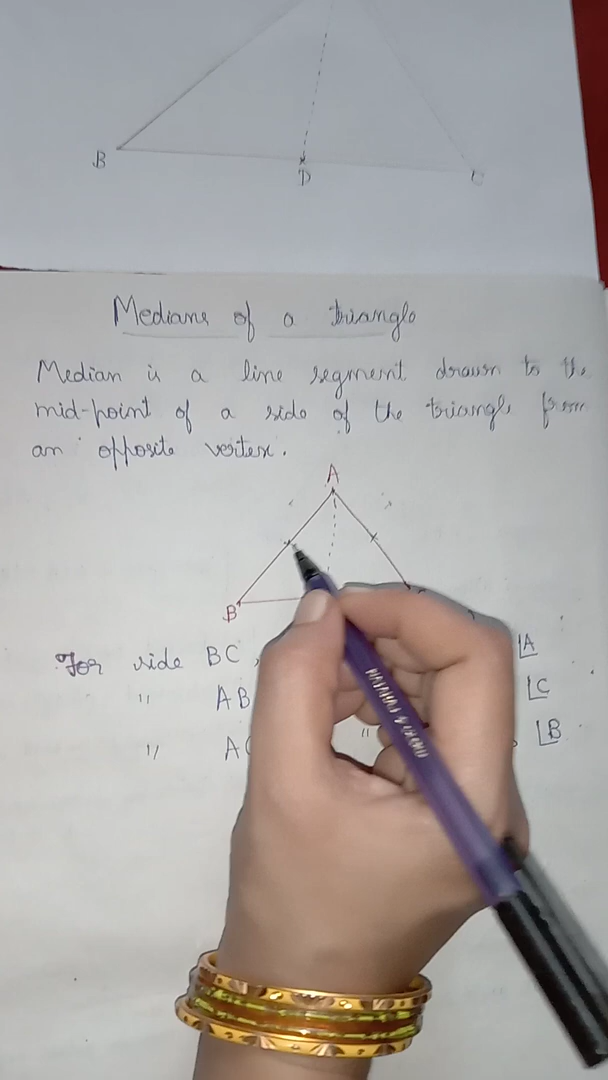 B
D
C
Medians of a triangle
Median is a line segment drawn to the
mid-point of a side of the triangle from
an opposite vertex.
A
B
For side BC, ∠A
" AB ∠C
" A " ∠B